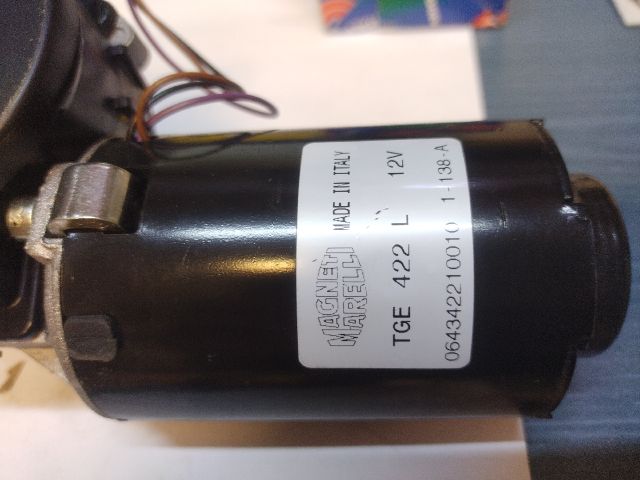 MAGNETI
MARELLI
MADE IN ITALY
TGE 422 L 12V
064342210010 1-138-A